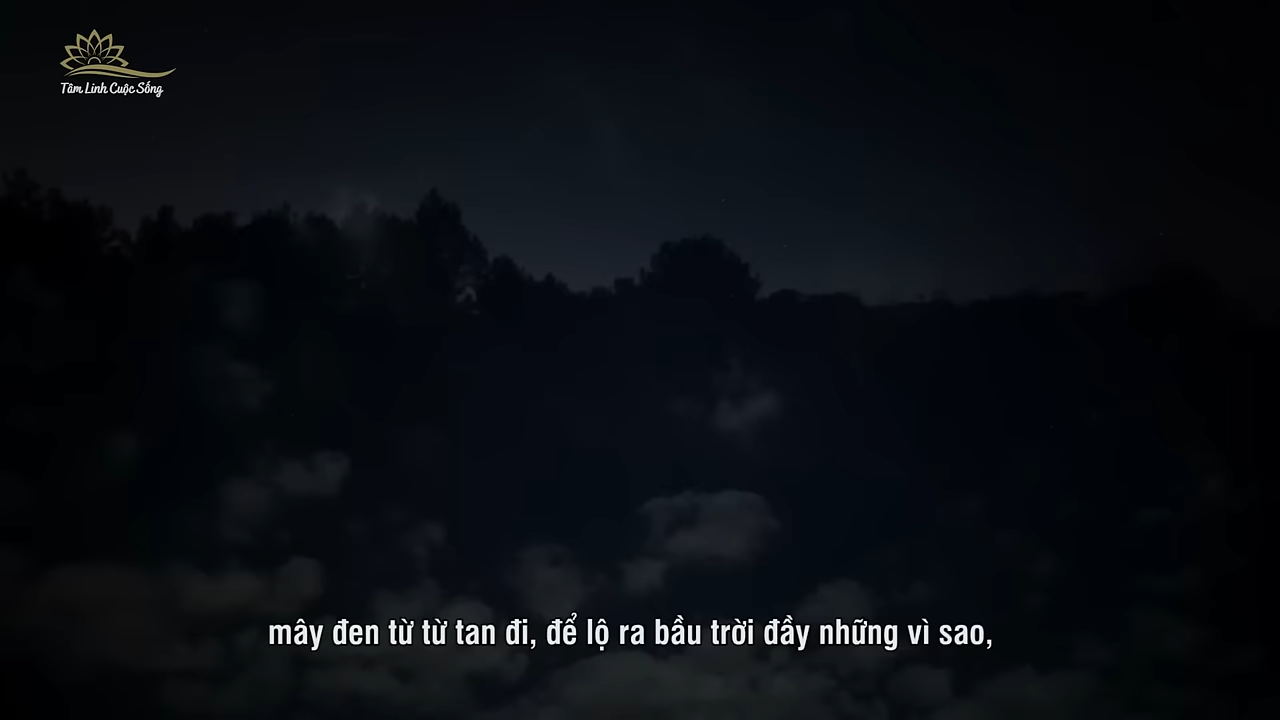 Tâm Linh Cuộc Sống
mây đen từ từ tan đi, để lộ ra bầu trời đầy những vì sao,